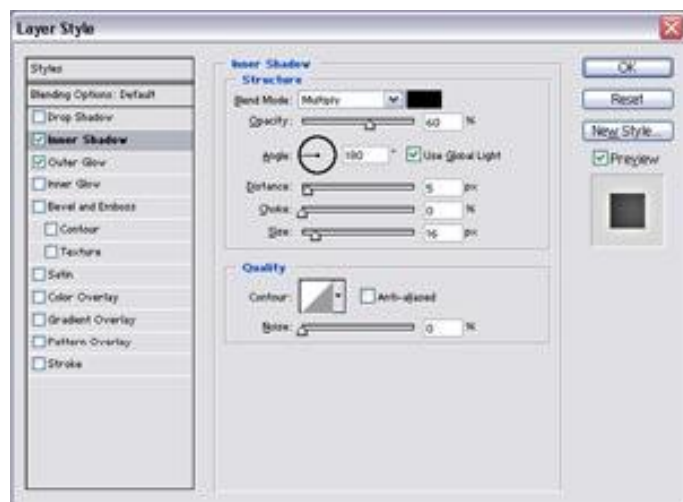 Layer Style
Styles
Blending Options: Default
Drop Shadow
Inner Shadow
Outer Glow
Inner Glow
Bevel and Emboss
Contour
Texture
Satin
Color Overlay
Gradient Overlay
Pattern Overlay
Stroke
Inner Shadow
Structure
Blend Mode: Multiply
Opacity: 60 %
Angle: 180 ° Use Global Light
Distance: 5 px
Choke: 0 %
Size: 16 px
Quality
Contour: Anti-aliased
Noise: 0 %
OK
Reset
New Style...
Preview